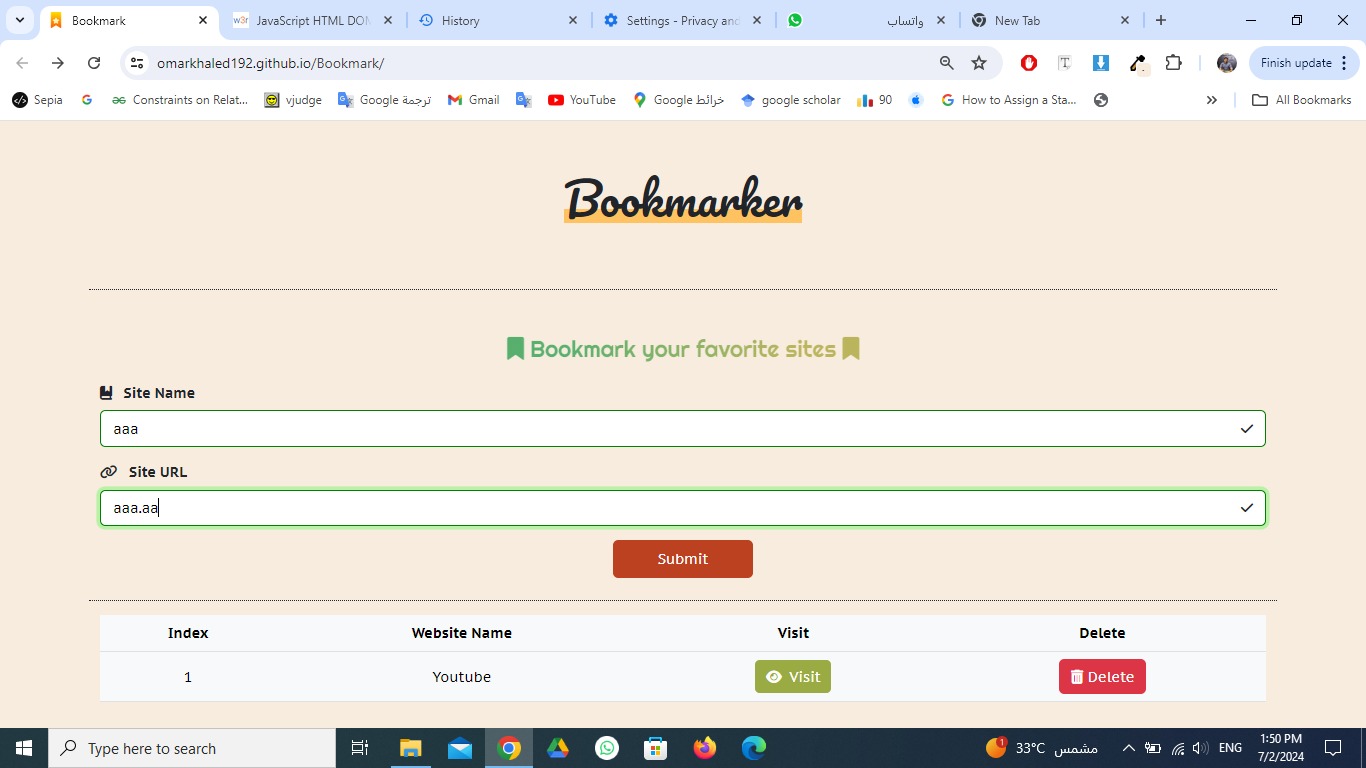 Bookmark
JavaScript HTML DOM
History
Settings - Privacy and
واتساب
New Tab
omarkhaled192.github.io/Bookmark/
Finish update
Sepia
Constraints on Relat...
vjudge
Google ترجمة
Gmail
YouTube
Google خرائط
google scholar
90
How to Assign a Sta...
»
All Bookmarks
Bookmarker
Bookmark your favorite sites
Site Name
aaa
Site URL
aaa.aa
Submit
Index Website Name Visit Delete
1 Youtube Visit Delete
Type here to search
1
33°C مشمس
ENG
1:50 PM
7/2/2024